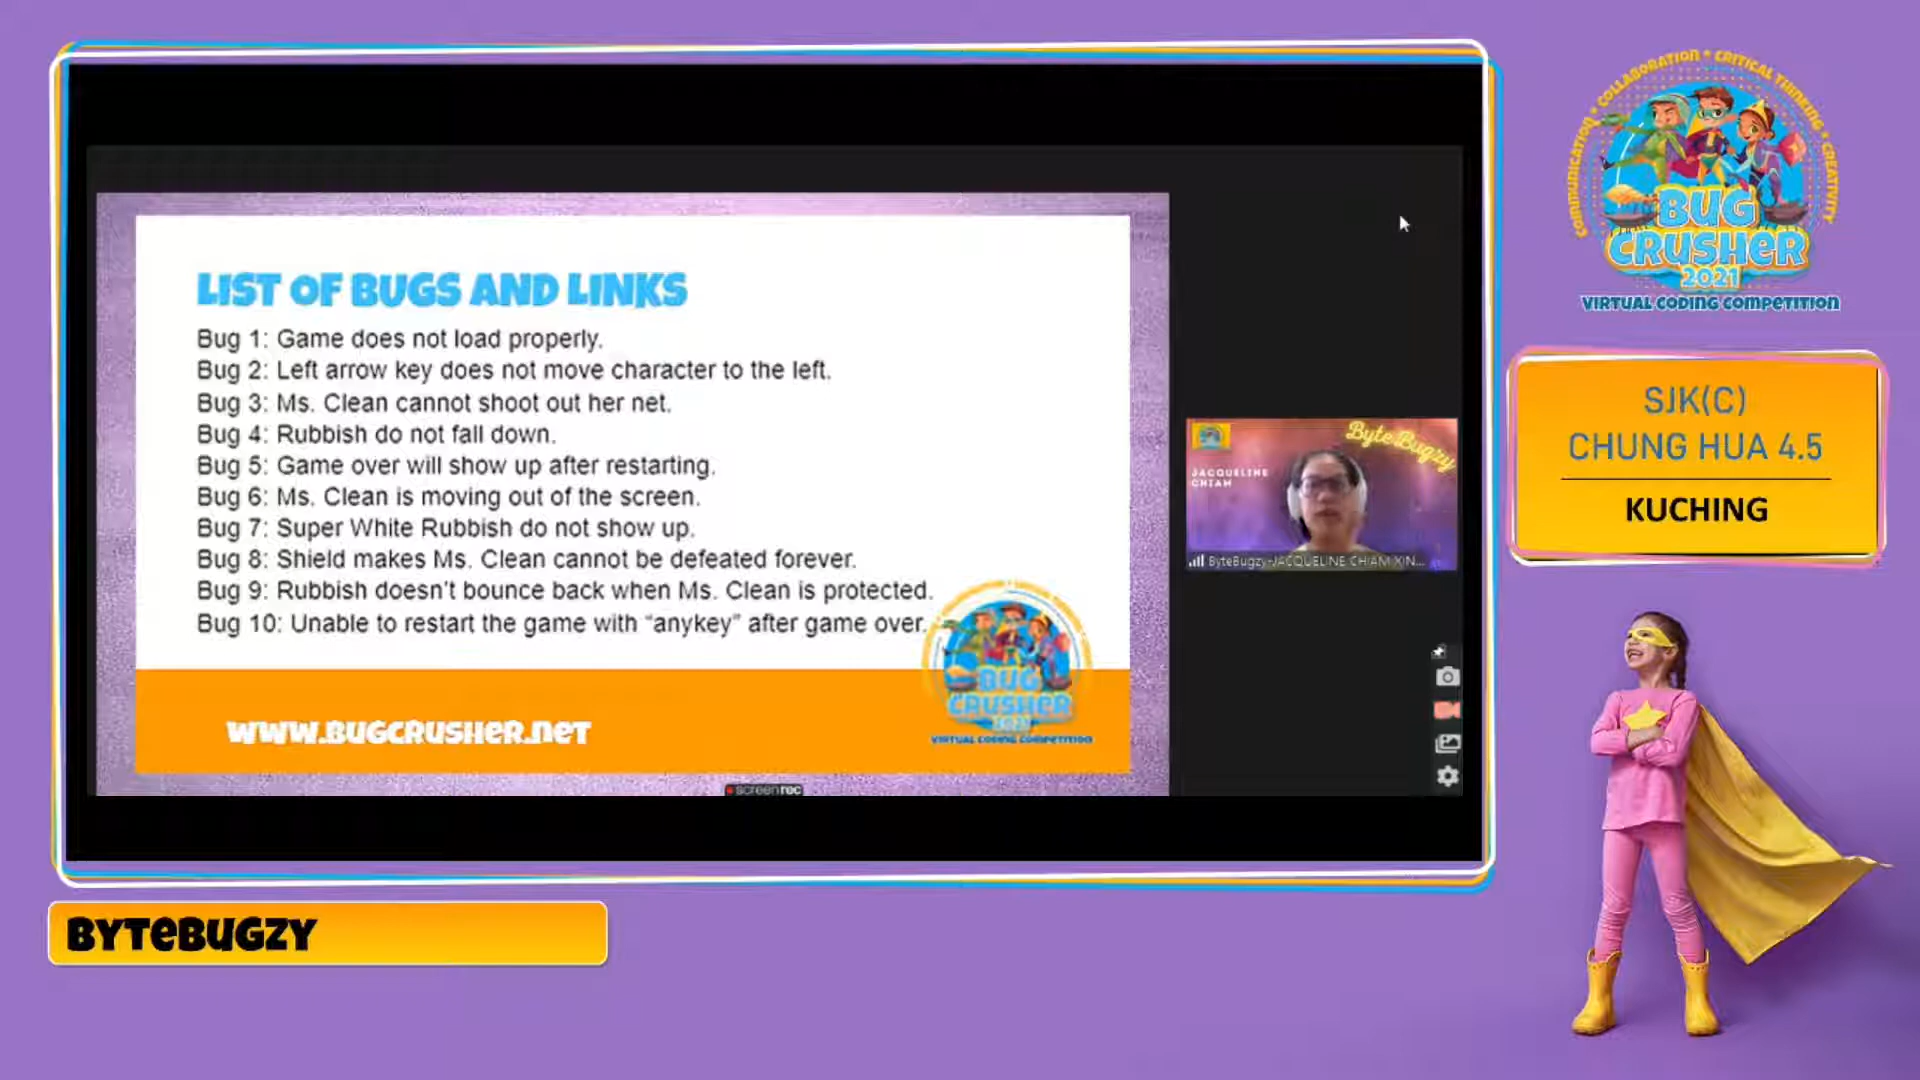 COMMUNICATION • COLLABORATION • CRITICAL THINKING • CREATIVITY
BUG
CRUSHER
2021
VIRTUAL CODING COMPETITION
LIST OF BUGS AND LINKS
Bug 1: Game does not load properly.
Bug 2: Left arrow key does not move character to the left.
Bug 3: Ms. Clean cannot shoot out her net.
Bug 4: Rubbish do not fall down.
Bug 5: Game over will show up after restarting.
Bug 6: Ms. Clean is moving out of the screen.
Bug 7: Super White Rubbish do not show up.
Bug 8: Shield makes Ms. Clean cannot be defeated forever.
Bug 9: Rubbish doesn't bounce back when Ms. Clean is protected.
Bug 10: Unable to restart the game with “anykey” after game over.
BUG
CRUSHER
2021
VIRTUAL CODING COMPETITION
www.bugcrusher.net
screenrec
Byte Bugzy
JACQUELINE
CHIAM
ByteBugzy-JACQUELINE CHIAM XIN...
SJK(C)
CHUNG HUA 4.5
KUCHING
BYTeBUGZY